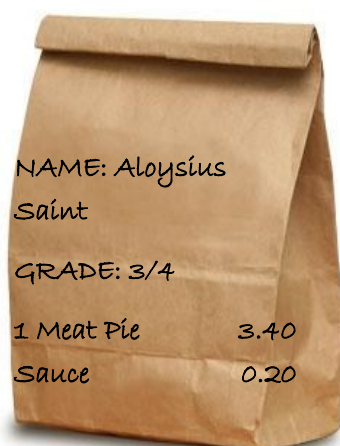 NAME: Aloysius
Saint
GRADE: 3/4
1 Meat Pie 3.40
Sauce 0.20